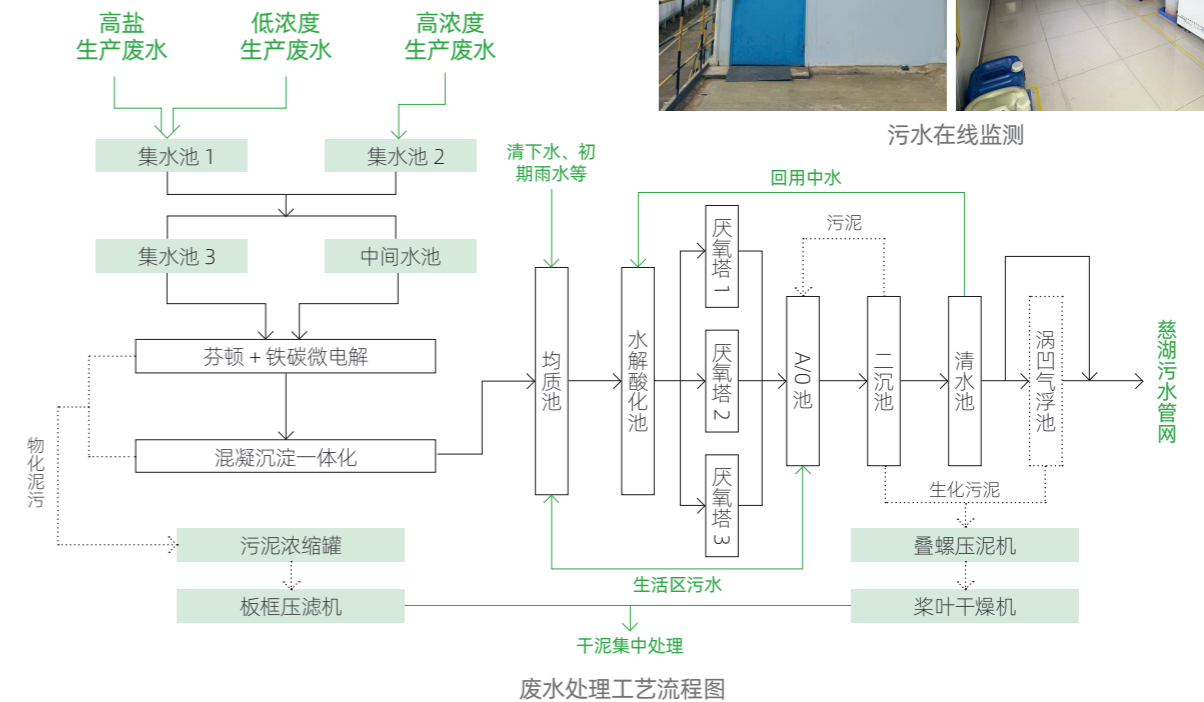 高盐
生产废水
低浓度
生产废水
高浓度
生产废水
污水在线监测
集水池 1
集水池 2
清下水、初
期雨水等
回用中水
集水池 3
中间水池
污泥
厌氧塔 1
芬顿 + 铁碳微电解
均质池
水解酸化池
厌氧塔 2
A/0 池
二沉池
清水池
涡凹气浮池
慈湖污水管网
物化泥污
混凝沉淀一体化
厌氧塔 3
生化污泥
污泥浓缩罐
叠螺压泥机
生活区污水
板框压滤机
桨叶干燥机
干泥集中处理
废水处理工艺流程图